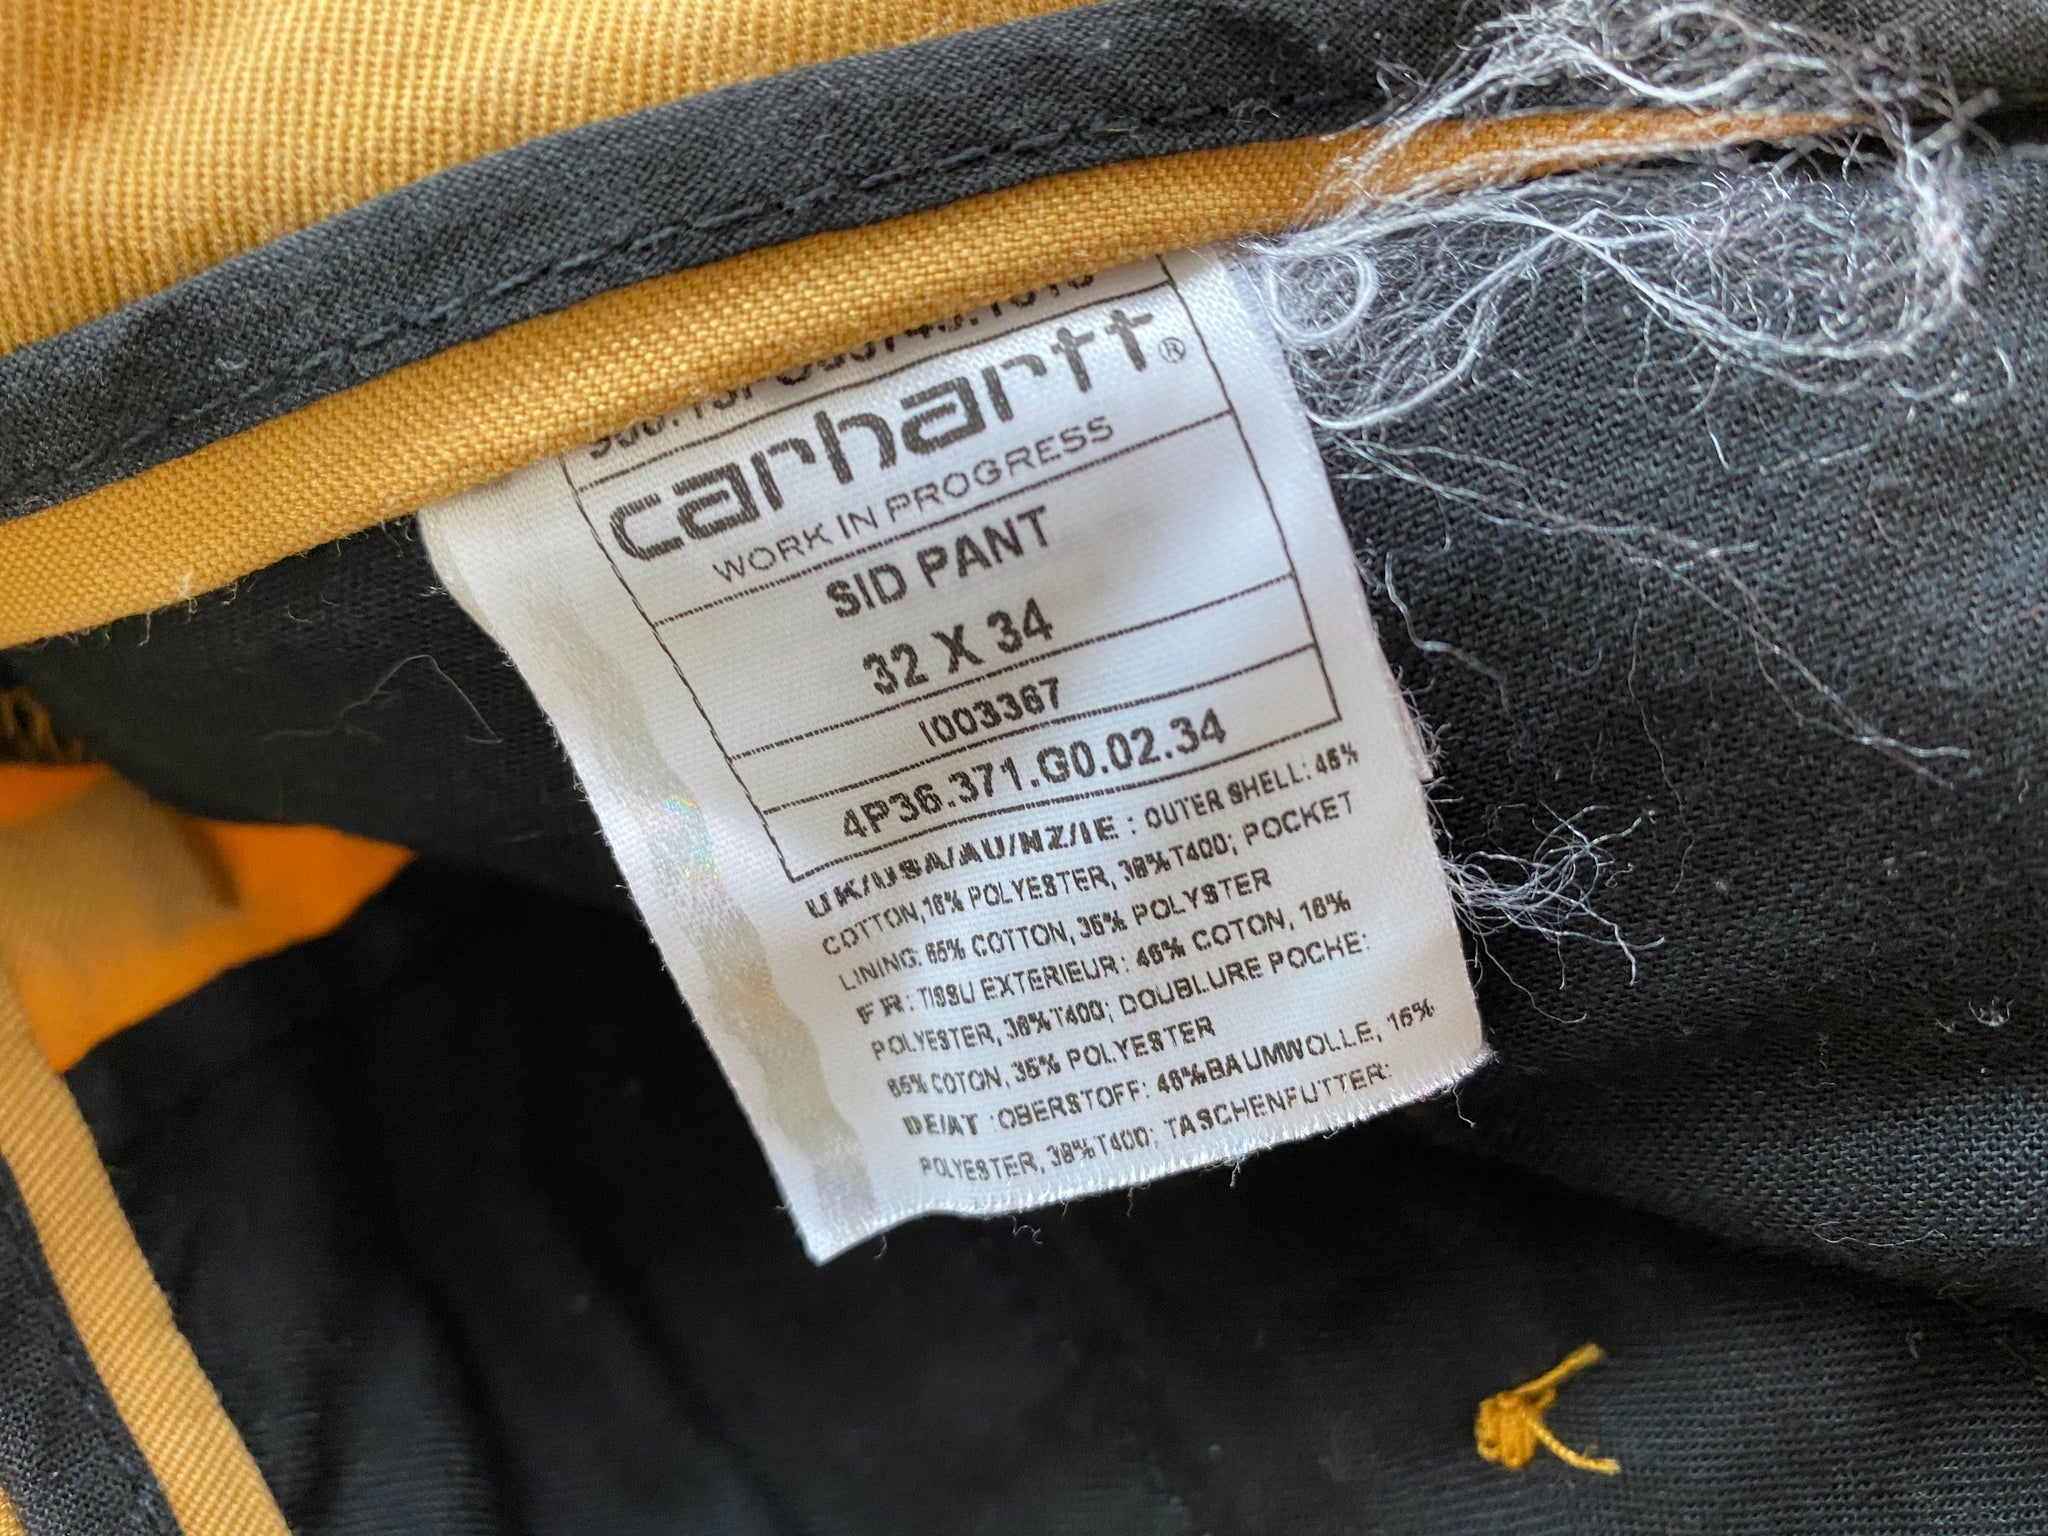 carhartt®
WORK IN PROGRESS
SID PANT
32 X 34
I003367
4P36.371.G0.02.34
UK/USA/AU/NZ/IE : OUTER SHELL: 46%
COTTON,16% POLYESTER, 38%T400; POCKET
LINING: 65% COTTON, 35% POLYSTER
FR: TISSU EXTERIEUR: 46% COTON, 16%
POLYESTER, 38%T400; DOUBLURE POCHE:
65% COTON, 35% POLYESTER
DE/AT :OBERSTOFF: 46%BAUMWOLLE, 16%
POLYESTER, 38%T400; TASCHENFUTTER: